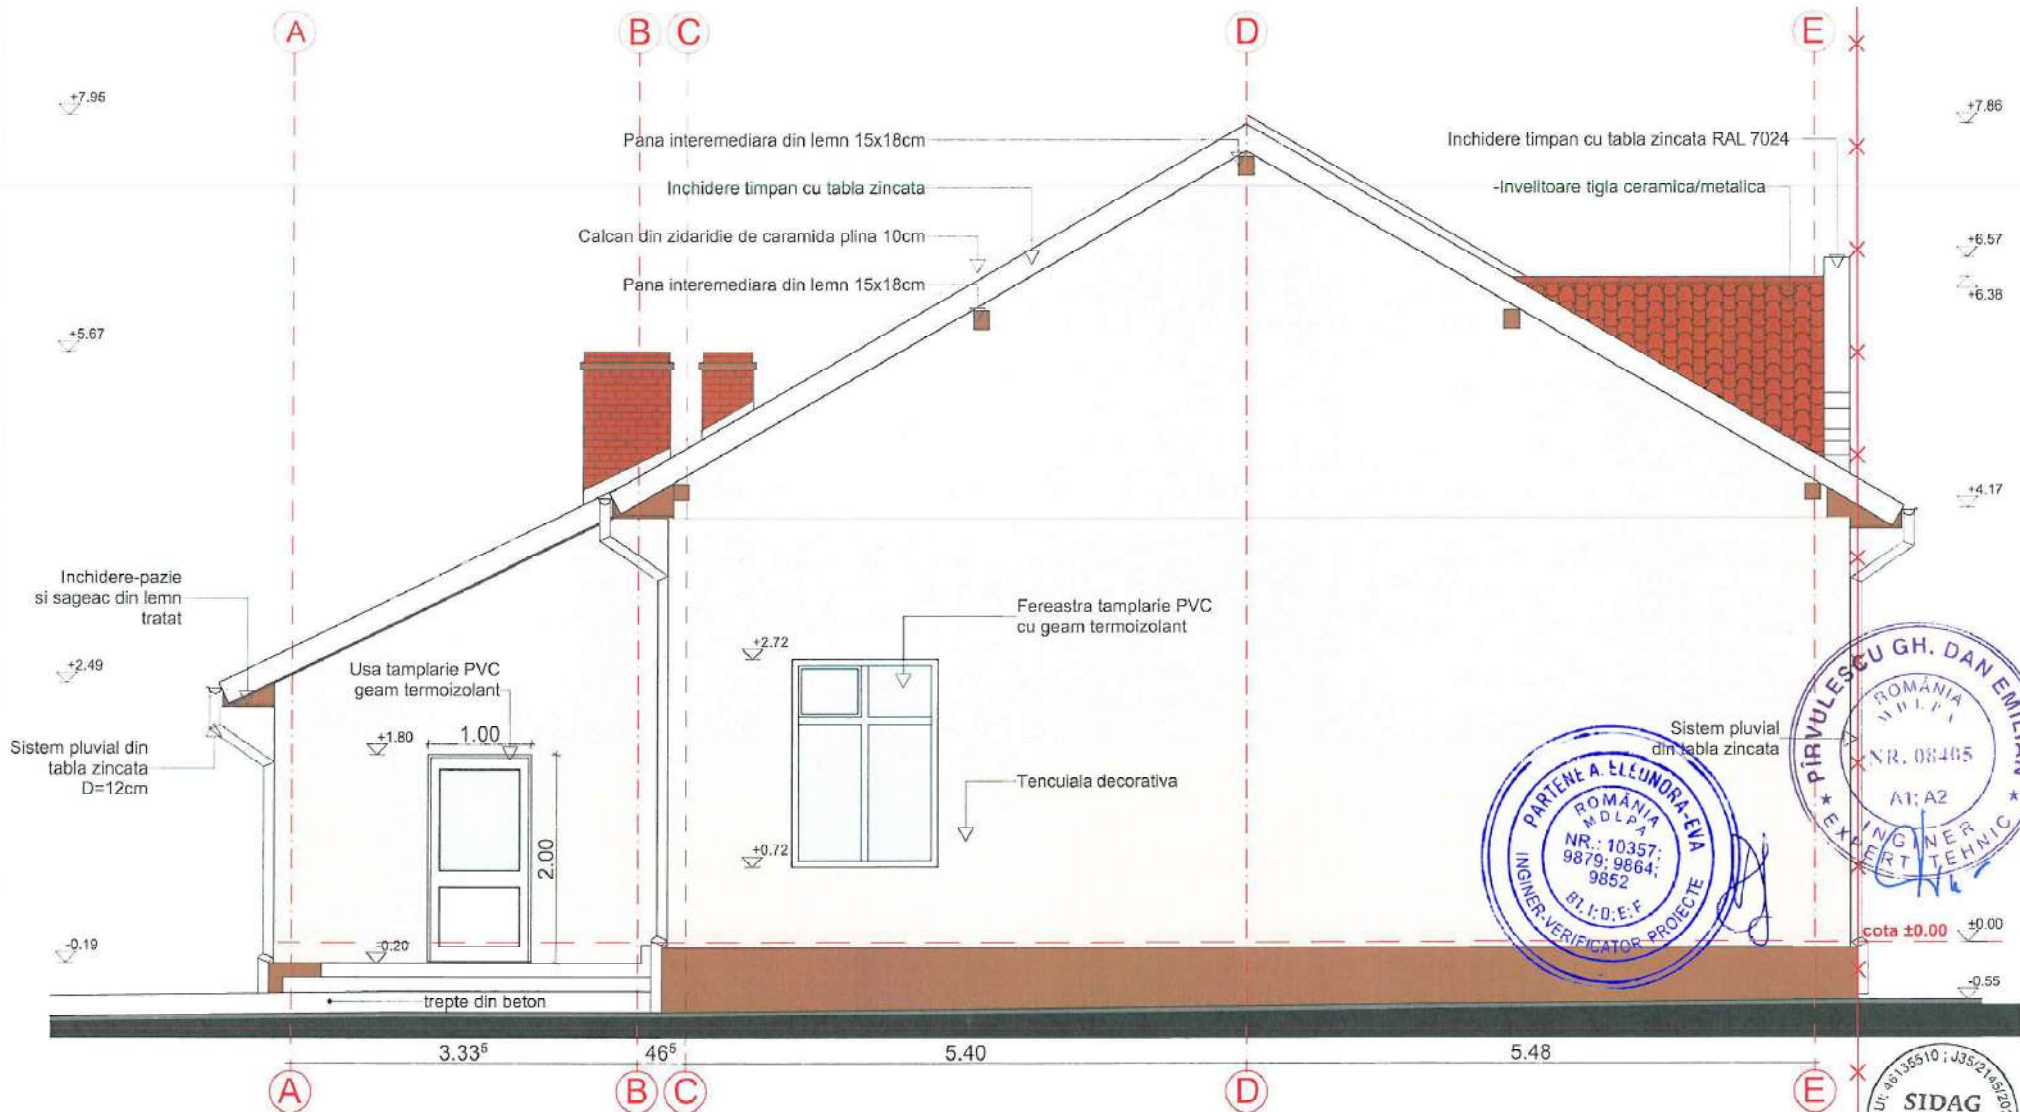 A
B
C
D
E
+7.95
+7.86
Pana interemediara din lemn 15x18cm
Inchidere timpan cu tabla zincata RAL 7024
Inchidere timpan cu tabla zincata
-Invelitoare tigla ceramica/metalica
Calcan din zidaridie de caramida plina 10cm
+6.57
Pana interemediara din lemn 15x18cm
+6.38
+5.67
+4.17
Inchidere-pazie
si sageac din lemn
tratat
Fereastra tamplarie PVC
cu geam termoizolant
+2.72
+2.49
Usa tamplarie PVC
geam termoizolant
+1.80
1.00
2.00
Sistem pluvial din
tabla zincata
D=12cm
Tencuiala decorativa
+0.72
Sistem pluvial
din tabla zincata
PÎRVULESCU GH. DAN EMILIAN
ROMÂNIA
MDLPA
NR. 08405
A1; A2
INGINER
EXPERT TEHNIC
PARTENE A. ELEONORA-EVA
ROMÂNIA
MDLPA
NR.: 10357;
9879; 9864;
9852
B1, I; D; E; F
INGINER-VERIFICATOR PROIECTE
-0.19
-0.20
cota ±0.00
+0.00
-0.55
trepte din beton
3.33⁵
46⁵
5.40
5.48
A
B
C
D
E
46135510 ; J35/2145/
SIDAG